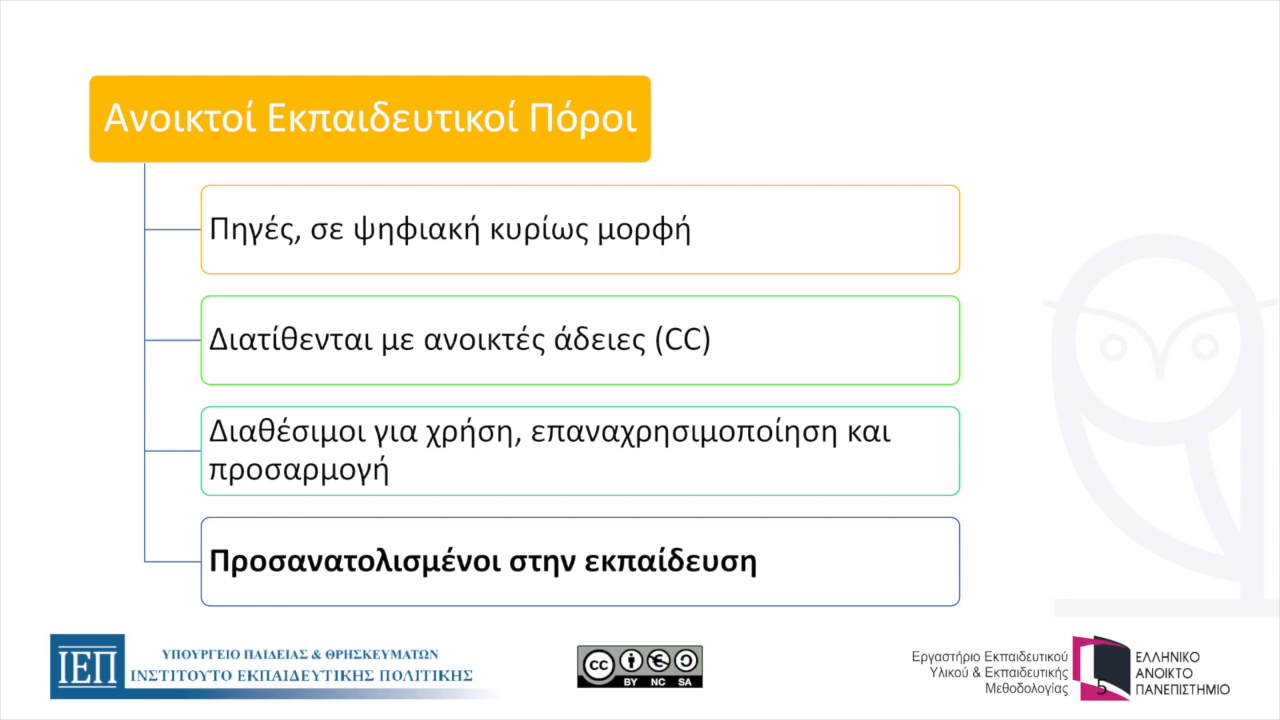 Ανοικτοί Εκπαιδευτικοί Πόροι
Πηγές, σε ψηφιακή κυρίως μορφή
Διατίθενται με ανοικτές άδειες (CC)
Διαθέσιμοι για χρήση, επαναχρησιμοποίηση και
προσαρμογή
Προσανατολισμένοι στην εκπαίδευση
ΙΕΠ
ΥΠΟΥΡΓΕΙΟ ΠΑΙΔΕΙΑΣ & ΘΡΗΣΚΕΥΜΑΤΩΝ
ΙΝΣΤΙΤΟΥΤΟ ΕΚΠΑΙΔΕΥΤΙΚΗΣ ΠΟΛΙΤΙΚΗΣ
cc
BY NC SA
Εργαστήριο Εκπαιδευτικού
Υλικού & Εκπαιδευτικής
Μεθοδολογίας
5
ΕΛΛΗΝΙΚΟ
ΑΝΟΙΚΤΟ
ΠΑΝΕΠΙΣΤΗΜΙΟ